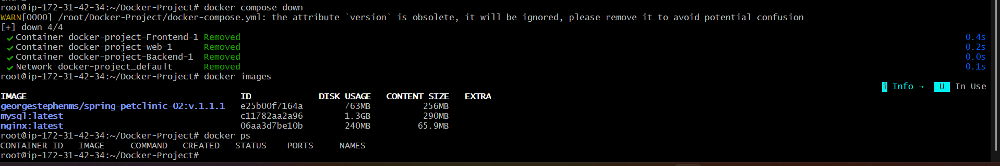 root@ip-172-31-42-34:~/Docker-Project# docker compose down
WARN[0000] /root/Docker-Project/docker-compose.yml: the attribute `version` is obsolete, it will be ignored, please remove it to avoid potential confusion
[+] down 4/4
✔ Container docker-project-Frontend-1 Removed 0.4s
✔ Container docker-project-web-1 Removed 0.2s
✔ Container docker-project-Backend-1 Removed 0.0s
✔ Network docker-project_default Removed 0.1s
root@ip-172-31-42-34:~/Docker-Project# docker images
i Info → U In Use
IMAGE ID DISK USAGE CONTENT SIZE EXTRA
georgestephenms/spring-petclinic-02:v.1.1.1 e25b00f7164a 763MB 256MB
mysql:latest c11782aa2a96 1.3GB 290MB
nginx:latest 06aa3d7be10b 240MB 65.9MB
root@ip-172-31-42-34:~/Docker-Project# docker ps
CONTAINER ID IMAGE COMMAND CREATED STATUS PORTS NAMES
root@ip-172-31-42-34:~/Docker-Project#